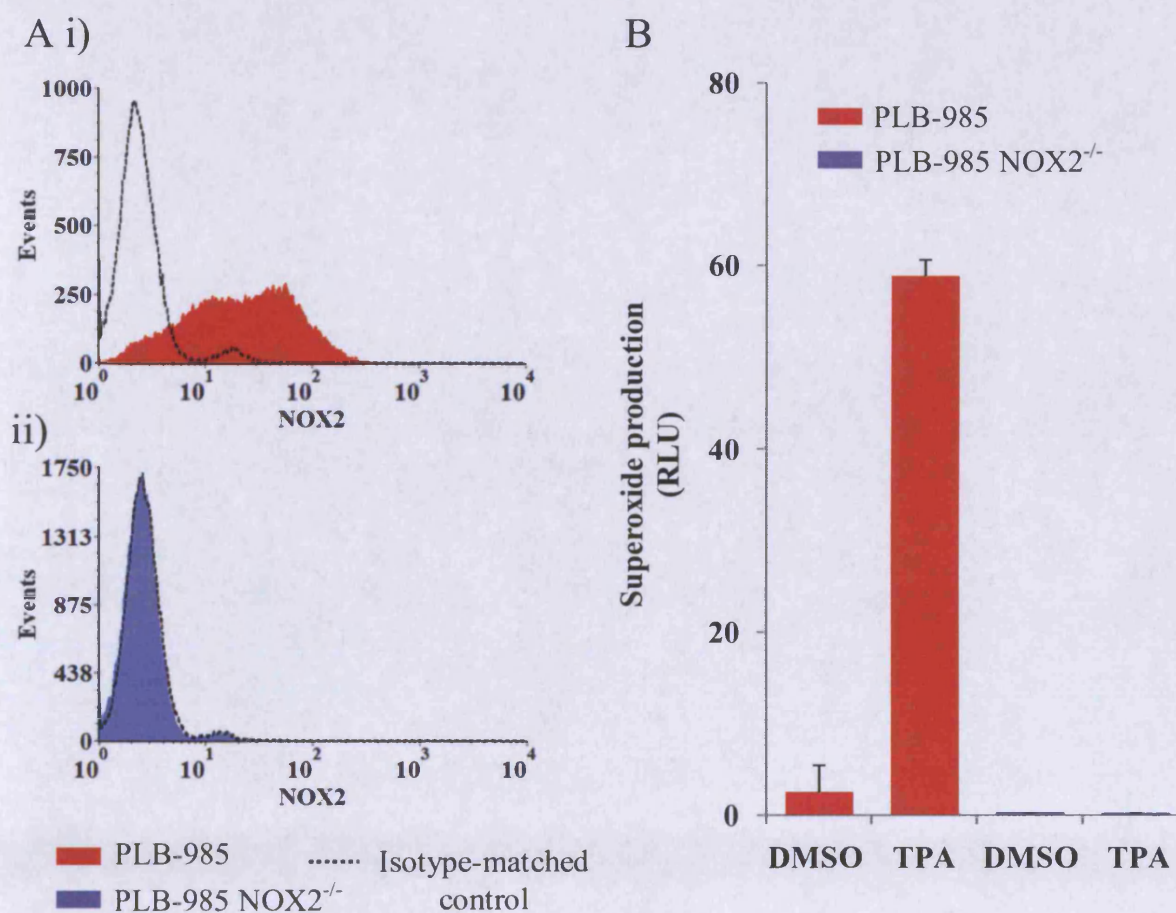 A i)
1000
750
500
250
0
Events
10^0 10^1 10^2 10^3 10^4
NOX2
ii)
1750
1313
875
438
0
Events
10^0 10^1 10^2 10^3 10^4
NOX2
PLB-985
PLB-985 NOX2^-/-
Isotype-matched
control
B
80
60
40
20
0
Superoxide production
(RLU)
PLB-985
PLB-985 NOX2^-/-
DMSO TPA DMSO TPA